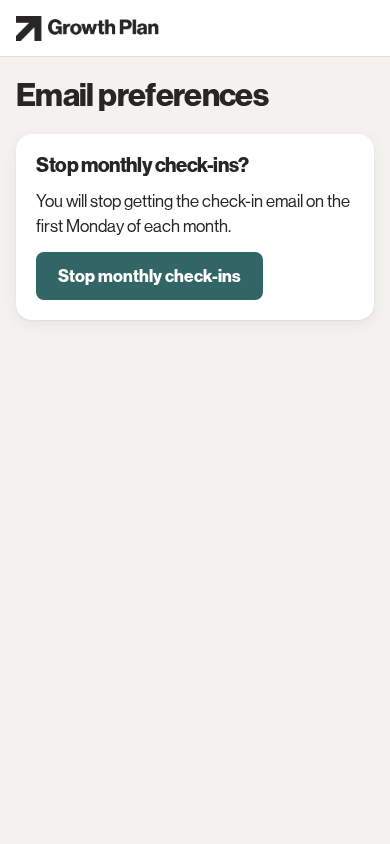 Growth Plan
Email preferences
Stop monthly check-ins?
You will stop getting the check-in email on the
first Monday of each month.
Stop monthly check-ins